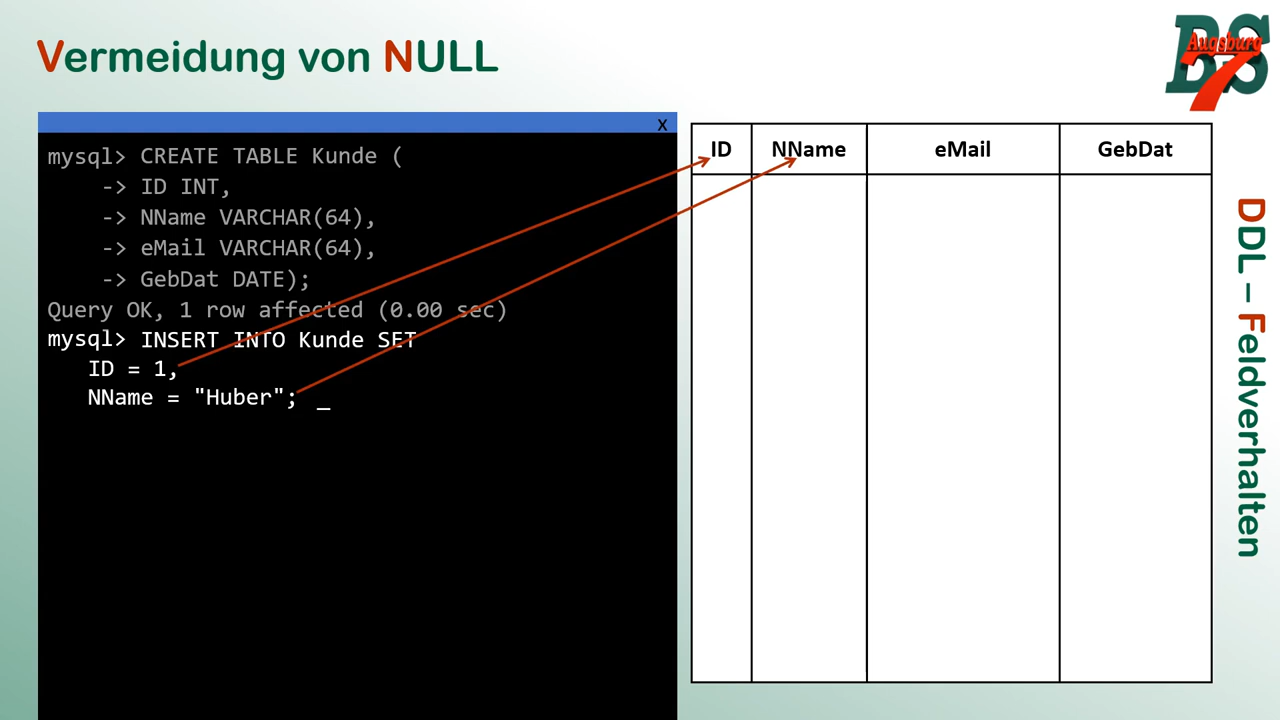 Vermeidung von NULL
BS
Augsburg
7
X
mysql> CREATE TABLE Kunde (
-> ID INT,
-> NName VARCHAR(64),
-> eMail VARCHAR(64),
-> GebDat DATE);
Query OK, 1 row affected (0.00 sec)
mysql> INSERT INTO Kunde SET
ID = 1,
NName = "Huber"; _
ID NName eMail GebDat
DDL – Feldverhalten